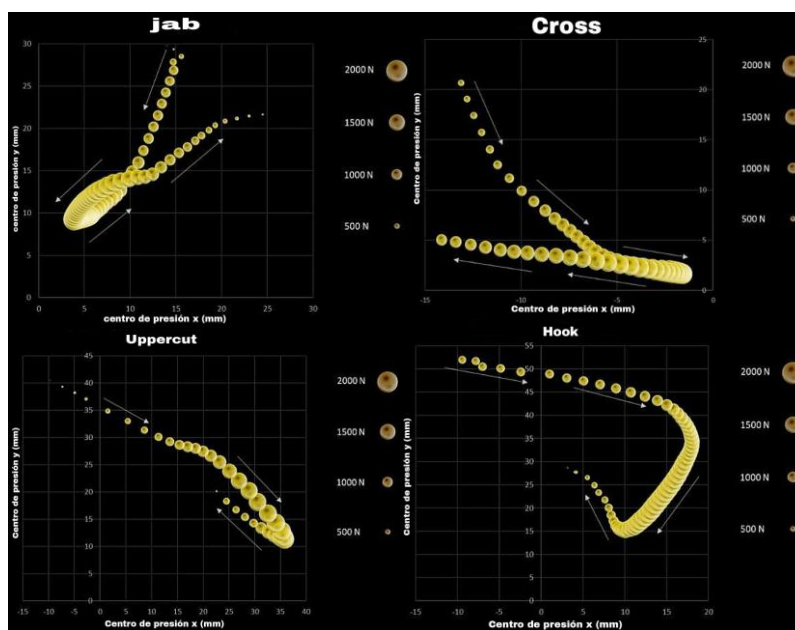 jab
Cross
centro de presión y (mm)
30
25
20
15
10
5
0
0 5 10 15 20 25 30
centro de presión x (mm)
2000 N
1500 N
1000 N
500 N
Centro de presión y (mm)
25
20
15
10
5
0
-15 -10 -5 0
centro de presión x (mm)
2000 N
1500 N
1000 N
500 N
Uppercut
Hook
Centro de presión y (mm)
45
40
35
30
25
20
15
10
5
0
-15 -10 -5 0 5 10 15 20 25 30 35 40
Centro de presión x (mm)
2000 N
1500 N
1000 N
500 N
Centro de presión y (mm)
55
50
45
40
35
30
25
20
15
10
5
0
-15 -10 -5 0 5 10 15 20
Centro de presión x (mm)
2000 N
1500 N
1000 N
500 N